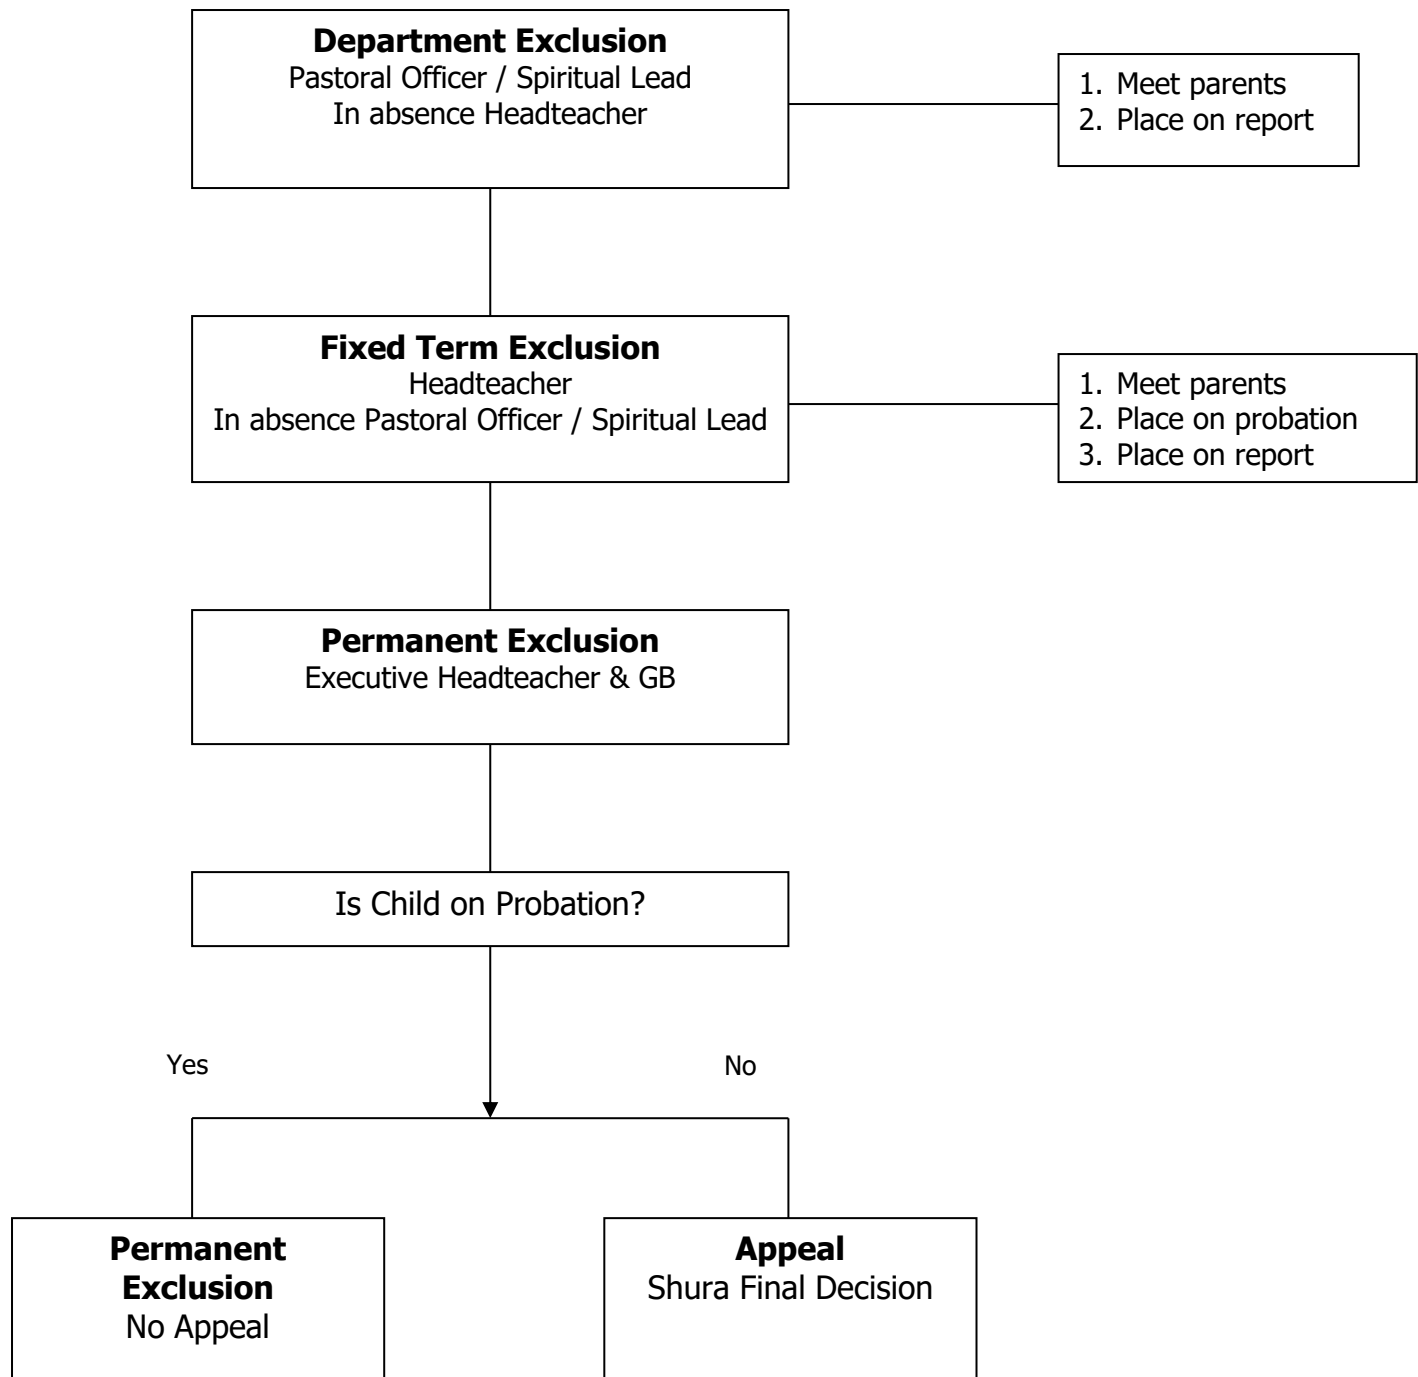 Department Exclusion
Pastoral Officer / Spiritual Lead
In absence Headteacher
1. Meet parents
2. Place on report
Fixed Term Exclusion
Headteacher
In absence Pastoral Officer / Spiritual Lead
1. Meet parents
2. Place on probation
3. Place on report
Permanent Exclusion
Executive Headteacher & GB
Is Child on Probation?
Yes
No
Permanent
Exclusion
No Appeal
Appeal
Shura Final Decision